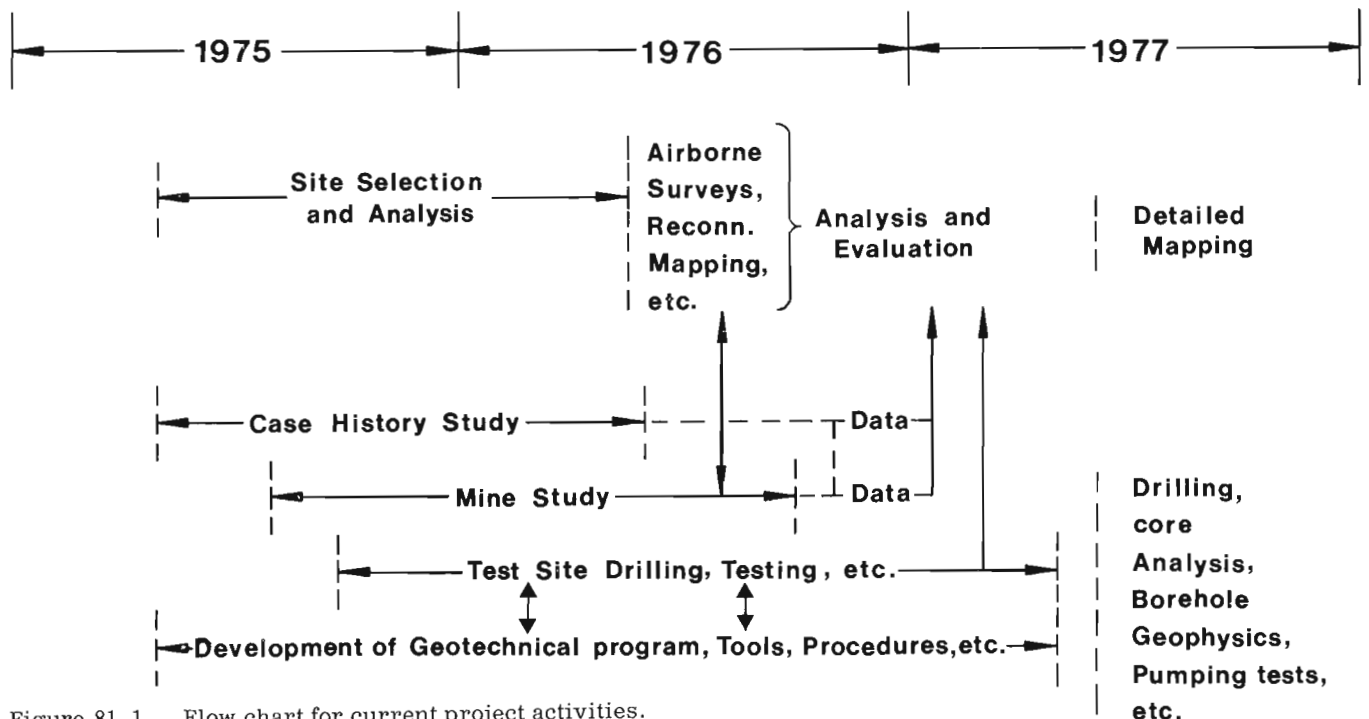 1975
1976
1977
Site Selection
and Analysis
Airborne
Surveys,
Reconn.
Mapping,
etc.
Analysis and
Evaluation
Detailed
Mapping
Case History Study
Data
Mine Study
Data
Test Site Drilling, Testing, etc.
Development of Geotechnical program, Tools, Procedures, etc.
Drilling,
core
Analysis,
Borehole
Geophysics,
Pumping tests,
etc.
Figure 81.1. Flow chart for current project activities.